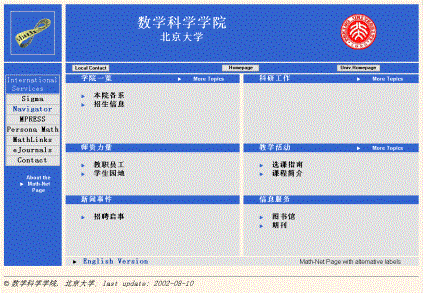 数学科学学院
北京大学
Local Contact
Homepage
Univ. Homepage
学院一览 More Topics
科研工作 More Topics
International
Services
Sigma
Navigator
MPRESS
Persona Math
MathLinks
eJournals
Contact
About the
Math-Net
Page
本院各系
招生信息
师资力量
教学活动 More Topics
教职员工
学生园地
选课指南
课程简介
新闻事件
信息服务
招聘启事
图书馆
期刊
English Version
Math-Net Page with alternative labels
© 数学科学学院, 北京大学, last update: 2002-08-10